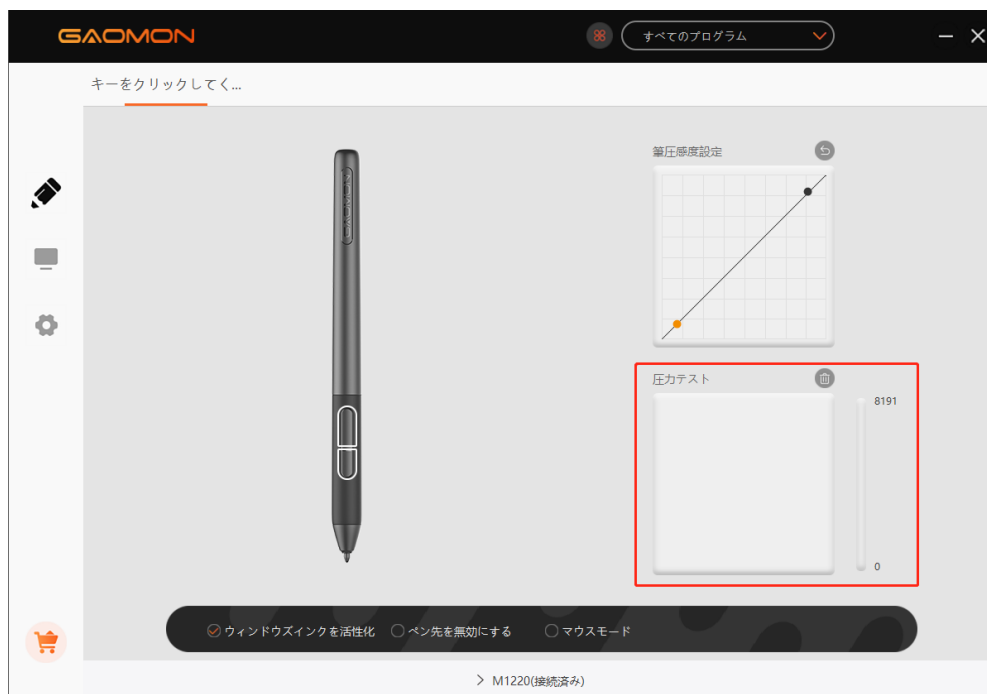 GAOMON
すべてのプログラム
キーをクリックしてく...
GAOMON
筆圧感度設定
圧力テスト
8191
0
ウィンドウズインクを活性化
ペン先を無効にする
マウスモード
M1220(接続済み)